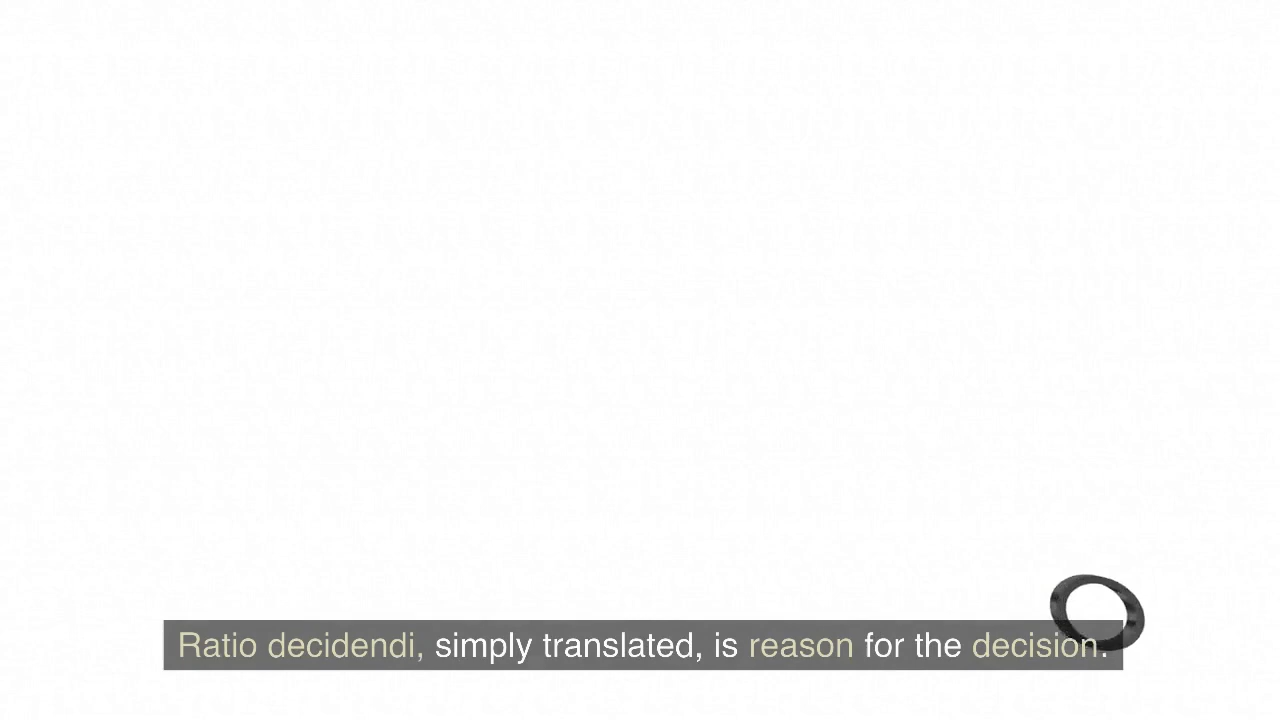 Ratio decidendi, simply translated, is reason for the decision.